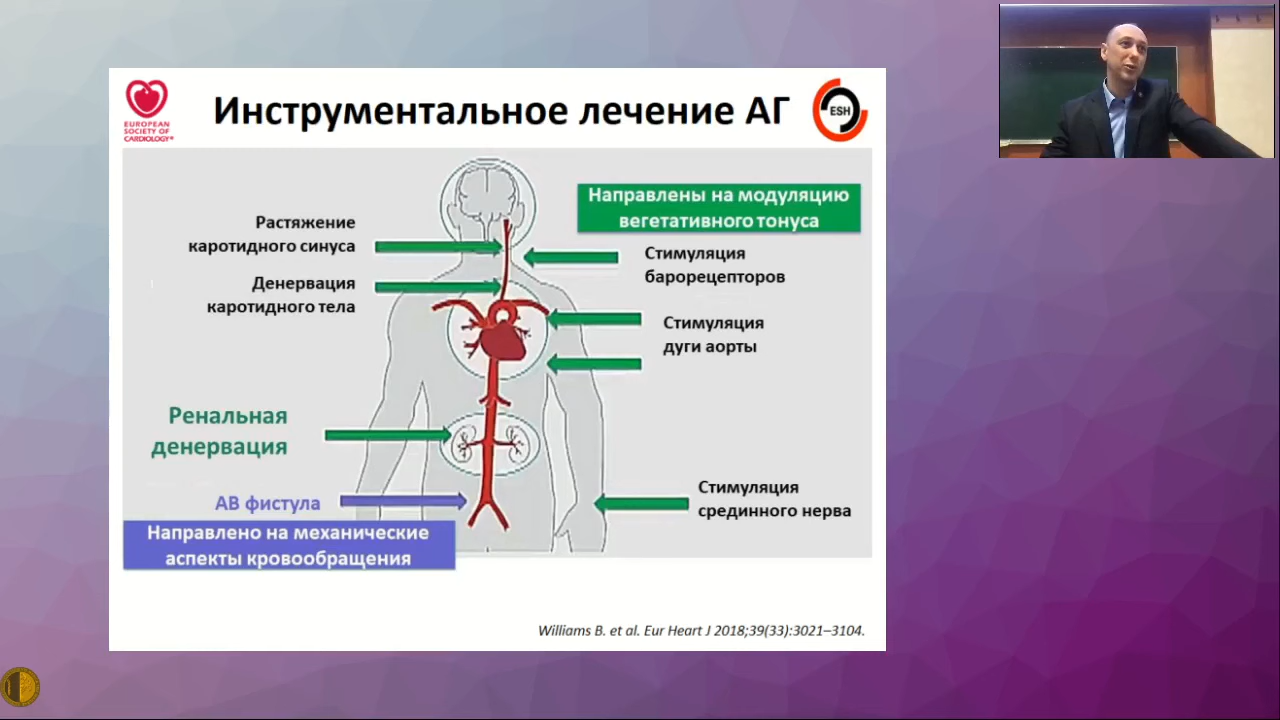 EUROPEAN
SOCIETY OF
CARDIOLOGY®
Инструментальное лечение АГ
ESH
Направлены на модуляцию
вегетативного тонуса
Растяжение
каротидного синуса
Стимуляция
барорецепторов
Денервация
каротидного тела
Стимуляция
дуги аорты
Ренальная
денервация
АВ фистула
Стимуляция
срединного нерва
Направлено на механические
аспекты кровообращения
Williams B. et al. Eur Heart J 2018;39(33):3021–3104.